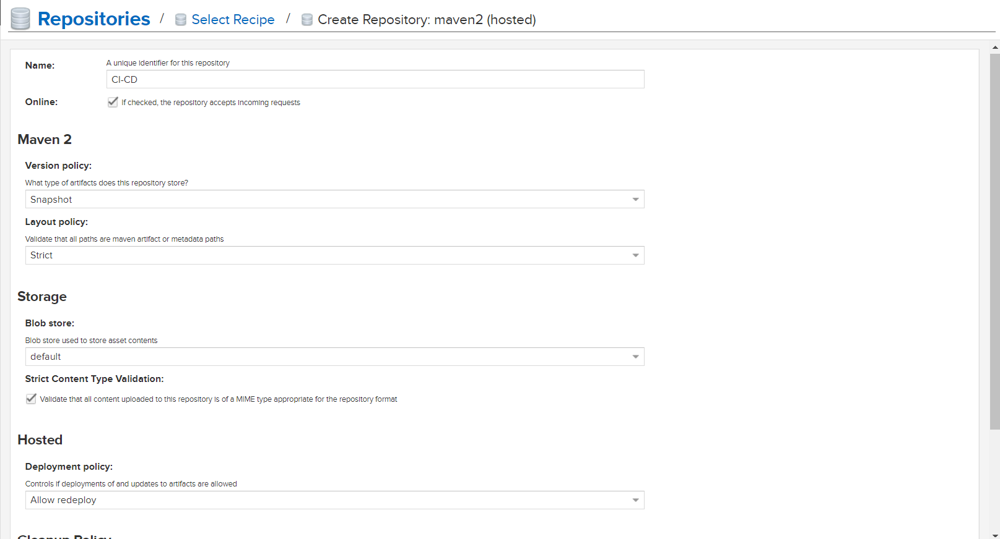 Repositories / Select Recipe / Create Repository: maven2 (hosted)
Name:
A unique identifier for this repository
CI-CD
Online:
If checked, the repository accepts incoming requests
Maven 2
Version policy:
What type of artifacts does this repository store?
Snapshot
Layout policy:
Validate that all paths are maven artifact or metadata paths
Strict
Storage
Blob store:
Blob store used to store asset contents
default
Strict Content Type Validation:
Validate that all content uploaded to this repository is of a MIME type appropriate for the repository format
Hosted
Deployment policy:
Controls if deployments of and updates to artifacts are allowed
Allow redeploy
Cleanup Policy